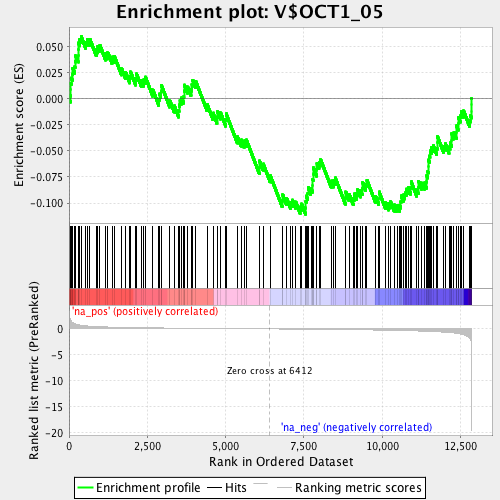 Enrichment plot: V$OCT1_05
Enrichment score (ES)
0.050
0.025
0.000
-0.025
-0.050
-0.075
-0.100
'na_pos' (positively correlated)
Ranked list metric (PreRanked)
5
0
-5
-10
-15
-20
Zero cross at 6412
'na_neg' (negatively correlated)
0
2,500
5,000
7,500
10,000
12,500
Rank in Ordered Dataset
Enrichment profile
Hits
Ranking metric scores